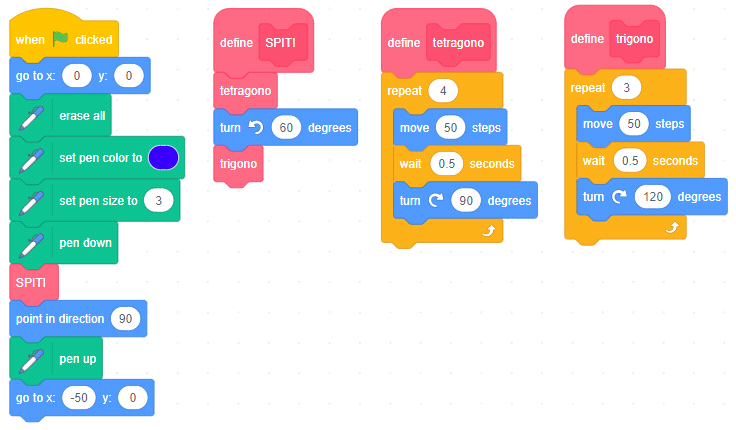 when clicked
go to x: 0 y: 0
erase all
set pen color to
set pen size to 3
pen down
SPITI
point in direction 90
pen up
go to x: -50 y: 0
define SPITI
tetragono
turn 60 degrees
trigono
define tetragono
repeat 4
move 50 steps
wait 0.5 seconds
turn 90 degrees
define trigono
repeat 3
move 50 steps
wait 0.5 seconds
turn 120 degrees